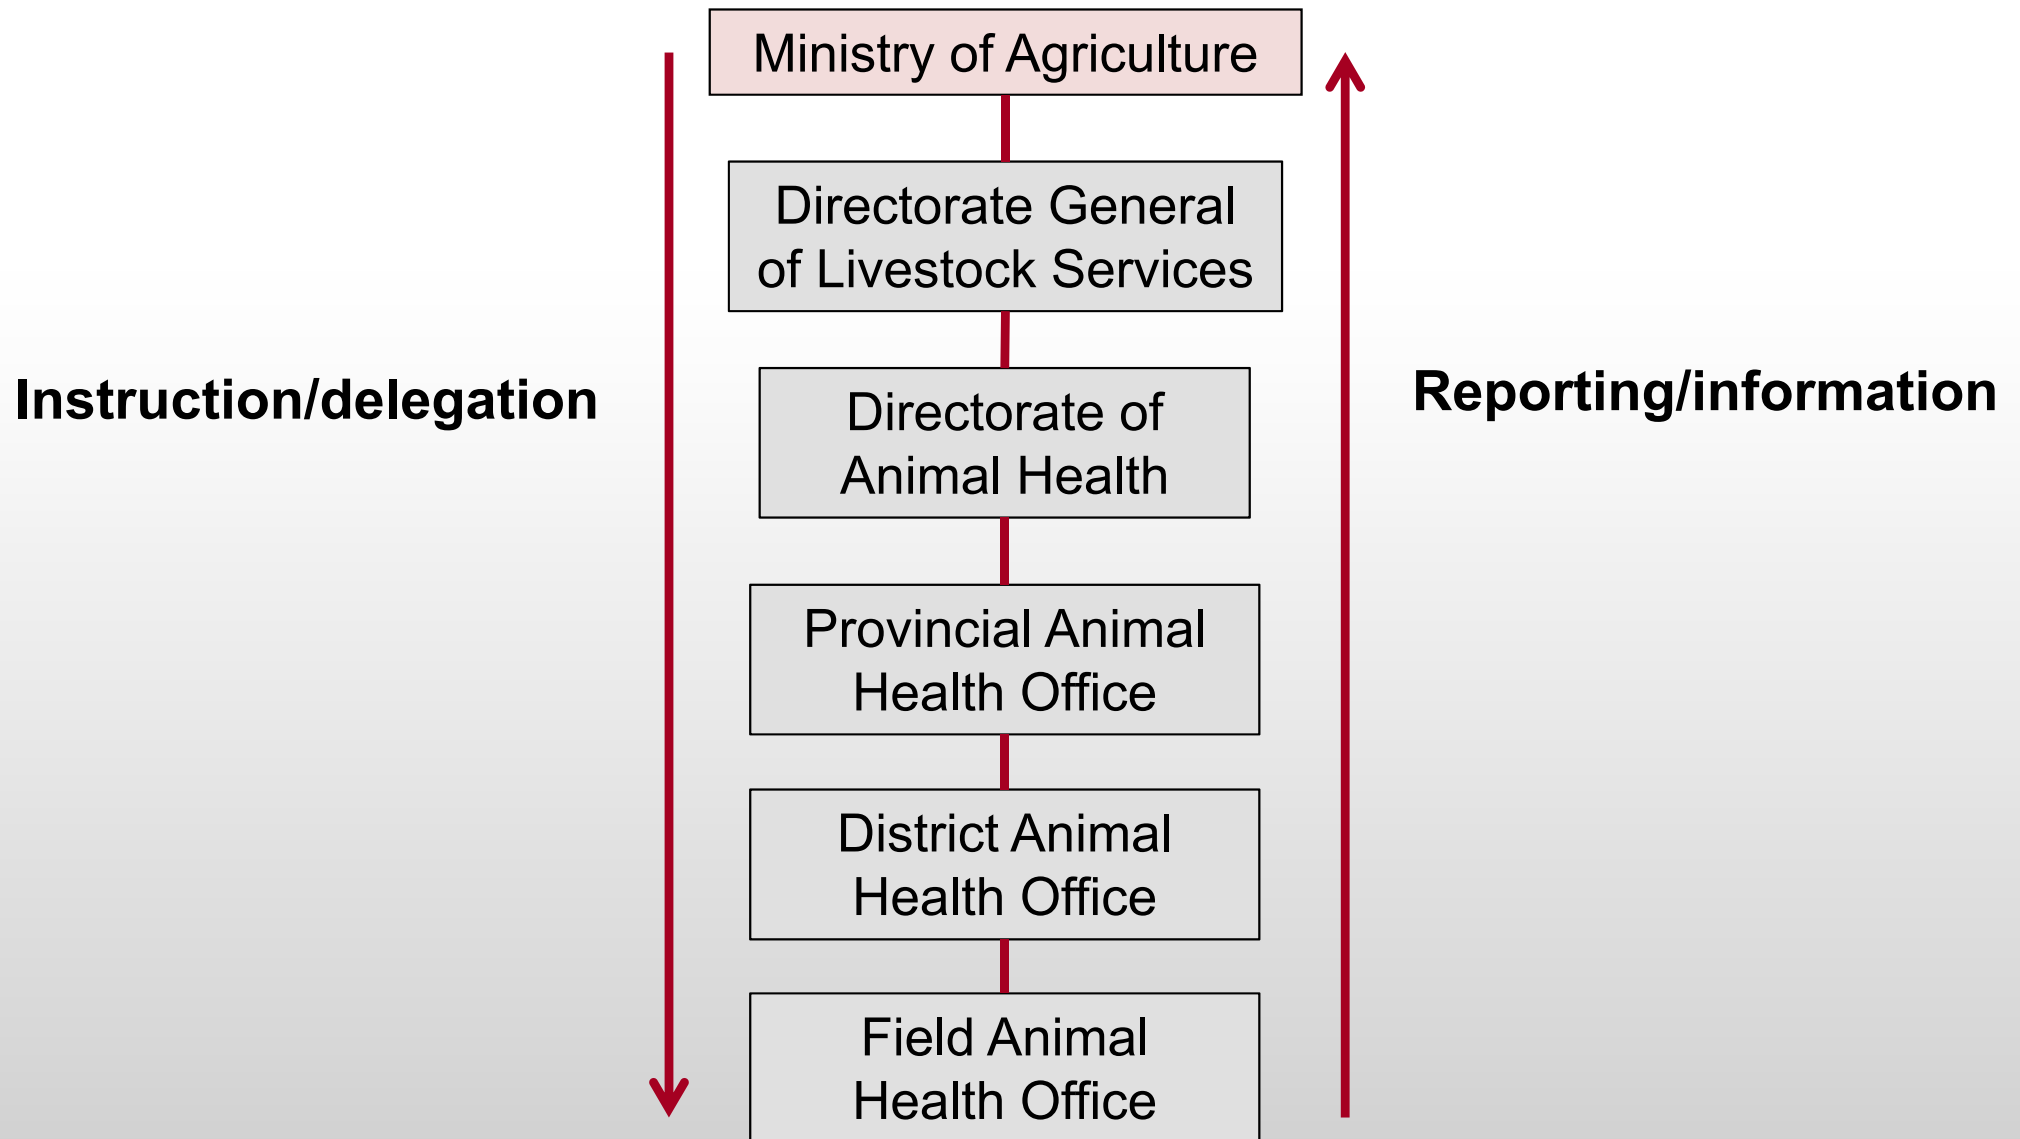 Ministry of Agriculture
Directorate General
of Livestock Services
Instruction/delegation
Reporting/information
Directorate of
Animal Health
Provincial Animal
Health Office
District Animal
Health Office
Field Animal
Health Office